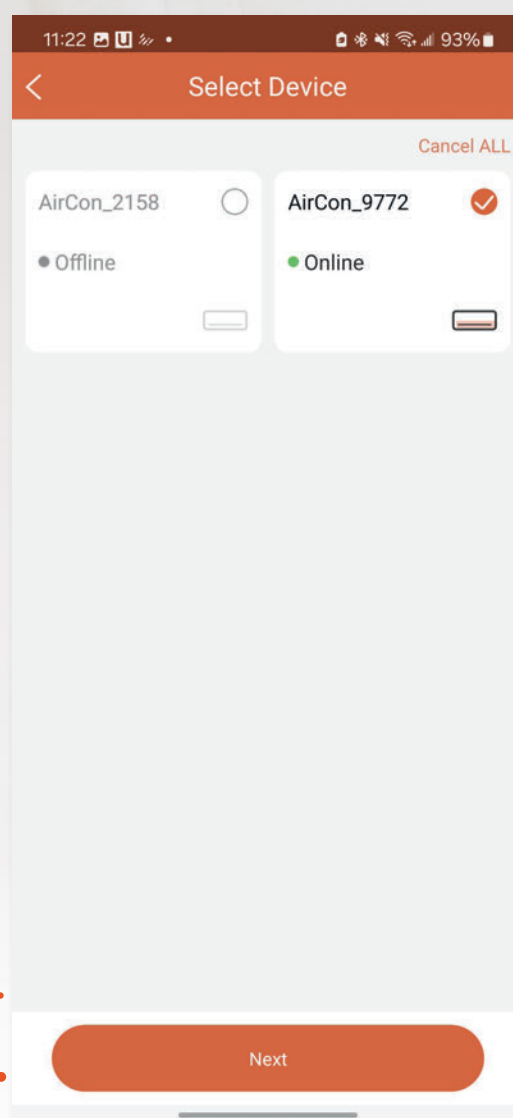 11:22 U 93%
Select Device
Cancel ALL
AirCon_2158
AirCon_9772
Offline
Online
Next